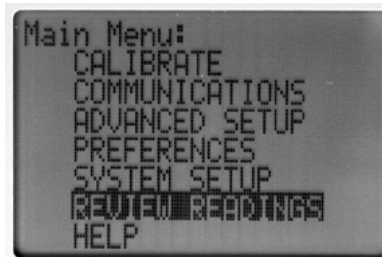 Main Menu:
CALIBRATE
COMMUNICATIONS
ADVANCED SETUP
PREFERENCES
SYSTEM SETUP
REVIEW READINGS
HELP